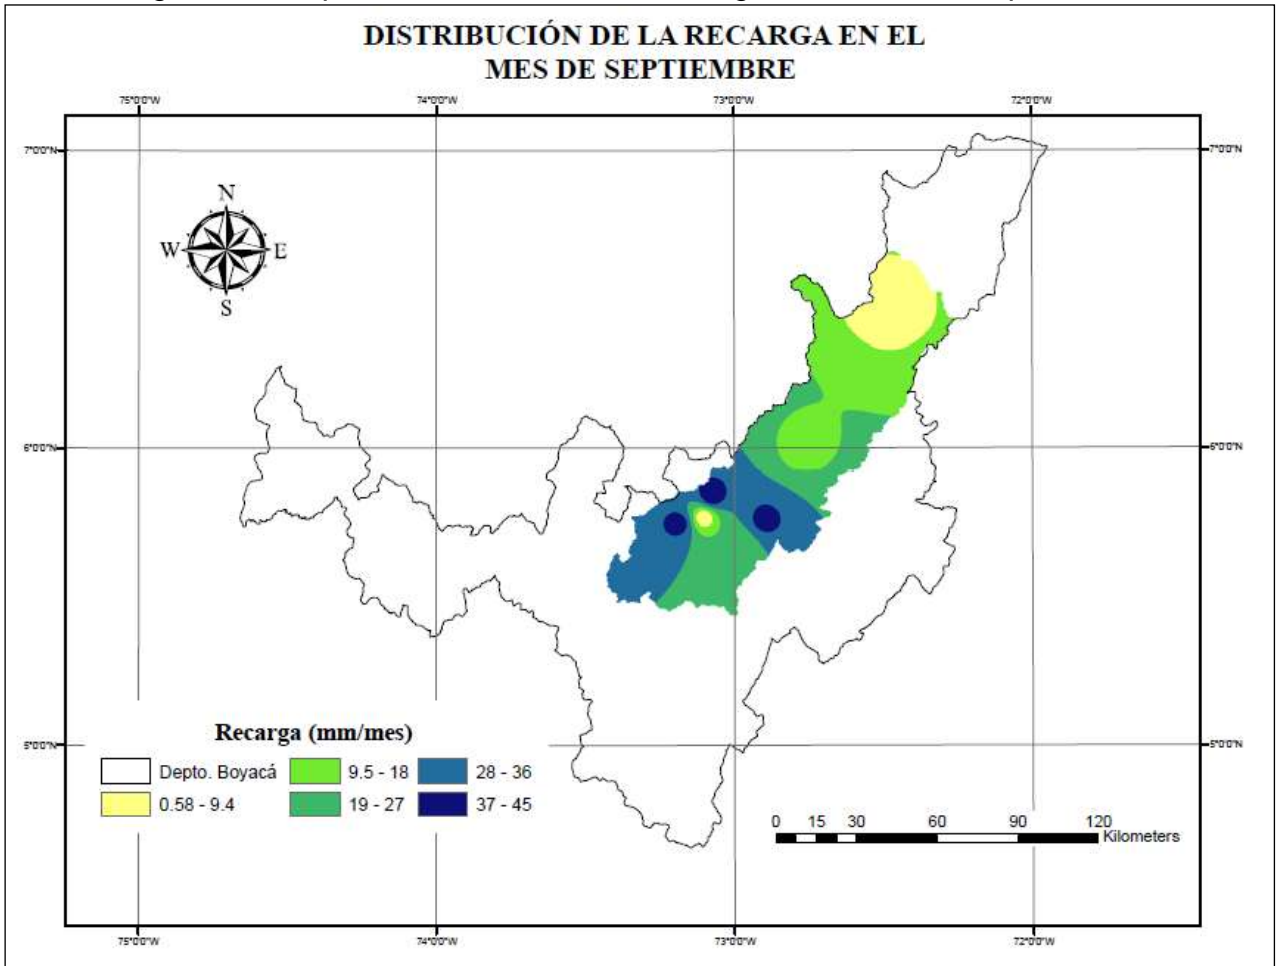 DISTRIBUCIÓN DE LA RECARGA EN EL
MES DE SEPTIEMBRE
75°0'0"W 74°0'0"W 73°0'0"W 72°0'0"W
7°0'0"N 7°0'0"N
N
W E
S
6°0'0"N 6°0'0"N
5°0'0"N 5°0'0"N
Recarga (mm/mes)
Depto. Boyacá 9.5 - 18 28 - 36
0.58 - 9.4 19 - 27 37 - 45
0 15 30 60 90 120
Kilometers
75°0'0"W 74°0'0"W 73°0'0"W 72°0'0"W